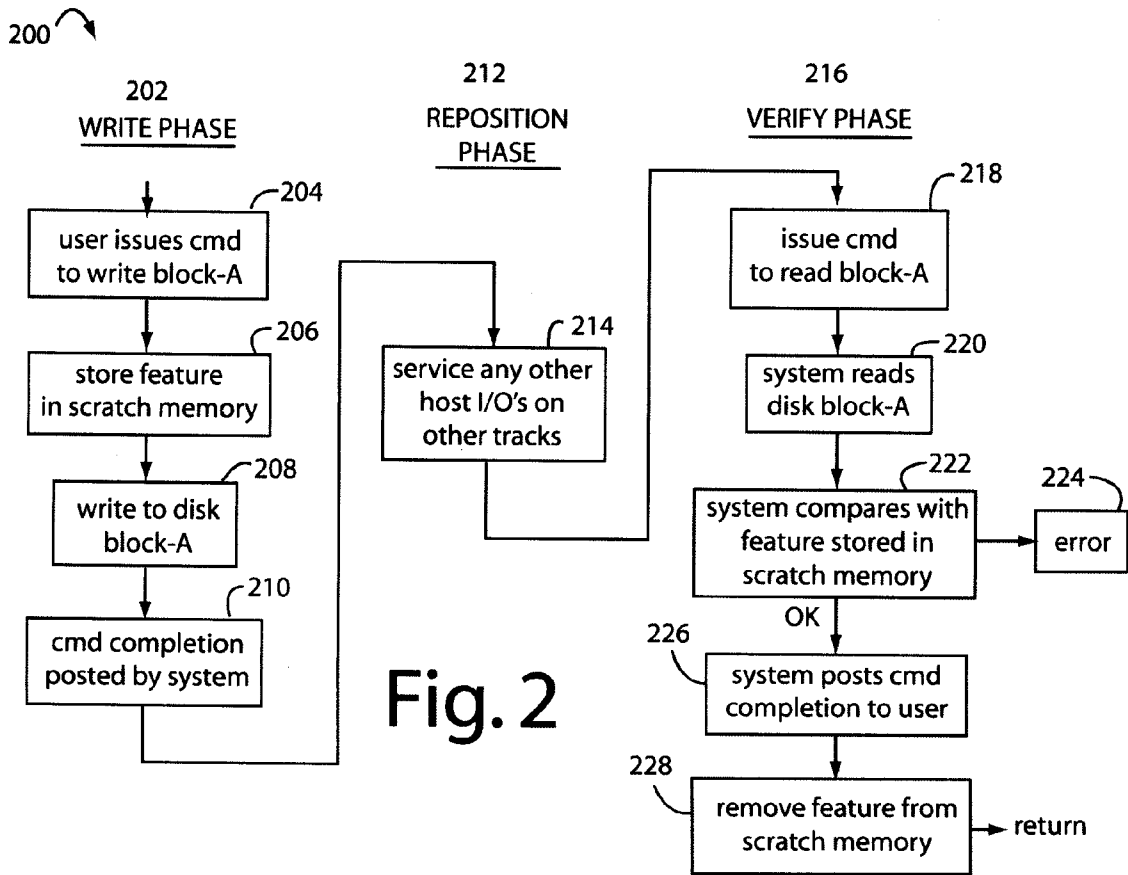 200
202
WRITE PHASE
204
user issues cmd
to write block-A
206
store feature
in scratch memory
208
write to disk
block-A
210
cmd completion
posted by system
212
REPOSITION
PHASE
214
service any other
host I/O's on
other tracks
216
VERIFY PHASE
218
issue cmd
to read block-A
220
system reads
disk block-A
222
system compares with
feature stored in
scratch memory
224
error
OK
226
system posts cmd
completion to user
228
remove feature from
scratch memory
return
Fig. 2